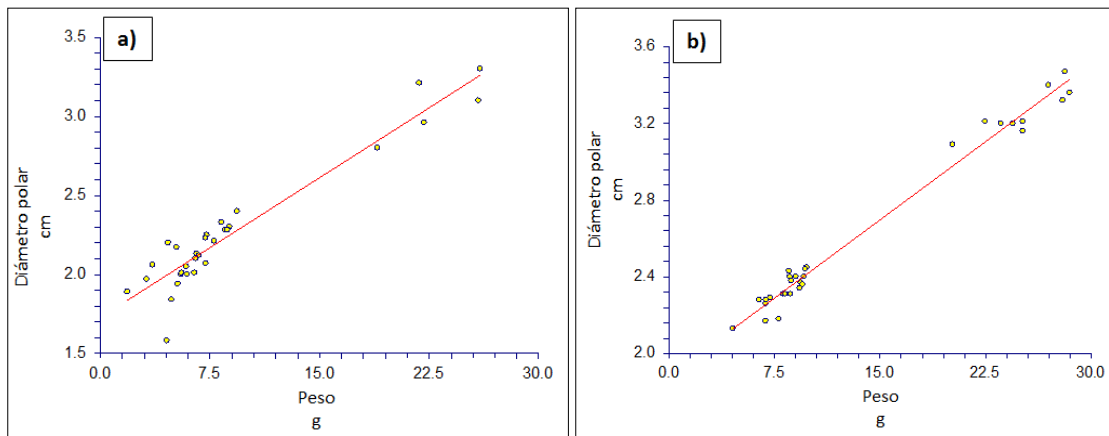 a)
3.5
3.0
2.5
2.0
1.5
Diámetro polar
cm
0.0 7.5 15.0 22.5 30.0
Peso
g
b)
3.6
3.2
2.8
2.4
2.0
Diámetro polar
cm
0.0 7.5 15.0 22.5 30.0
Peso
g